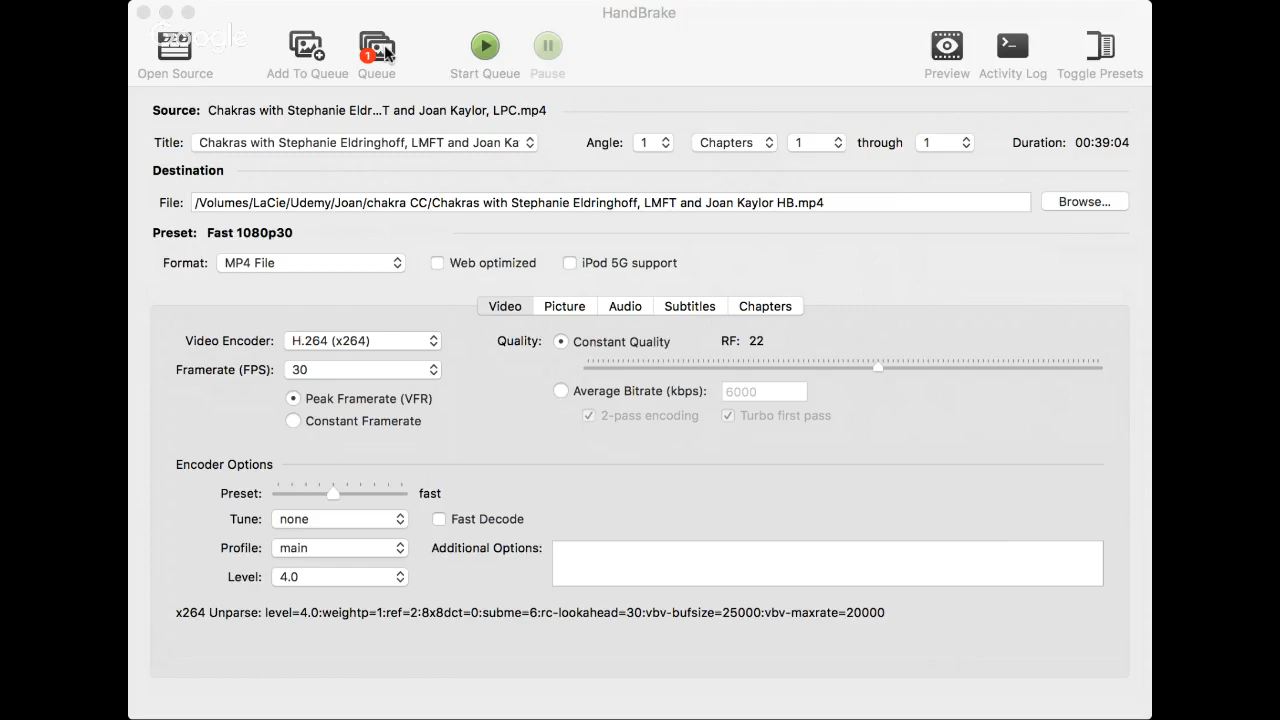 HandBrake
Google
1
Open Source
Add To Queue
Queue
Start Queue
Pause
Preview
Activity Log
Toggle Presets
Source: Chakras with Stephanie Eldr...T and Joan Kaylor, LPC.mp4
Title: Chakras with Stephanie Eldringhoff, LMFT and Joan Ka Angle: 1 Chapters 1 through 1 Duration: 00:39:04
Destination
File: /Volumes/LaCie/Udemy/Joan/chakra CC/Chakras with Stephanie Eldringhoff, LMFT and Joan Kaylor HB.mp4 Browse...
Preset: Fast 1080p30
Format: MP4 File Web optimized iPod 5G support
Video Picture Audio Subtitles Chapters
Video Encoder: H.264 (x264) Quality: Constant Quality RF: 22
Framerate (FPS): 30
Average Bitrate (kbps): 6000
Peak Framerate (VFR)
2-pass encoding Turbo first pass
Constant Framerate
Encoder Options
Preset: fast
Tune: none Fast Decode
Profile: main Additional Options:
Level: 4.0
x264 Unparse: level=4.0:weightp=1:ref=2:8x8dct=0:subme=6:rc-lookahead=30:vbv-bufsize=25000:vbv-maxrate=20000